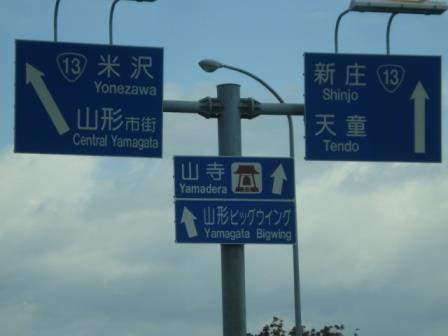 13 米沢
Yonezawa
山形市街
Central Yamagata
新庄 13
Shinjo
天童
Tendo
山寺
Yamadera
山形ビッグウイング
Yamagata Bigwing